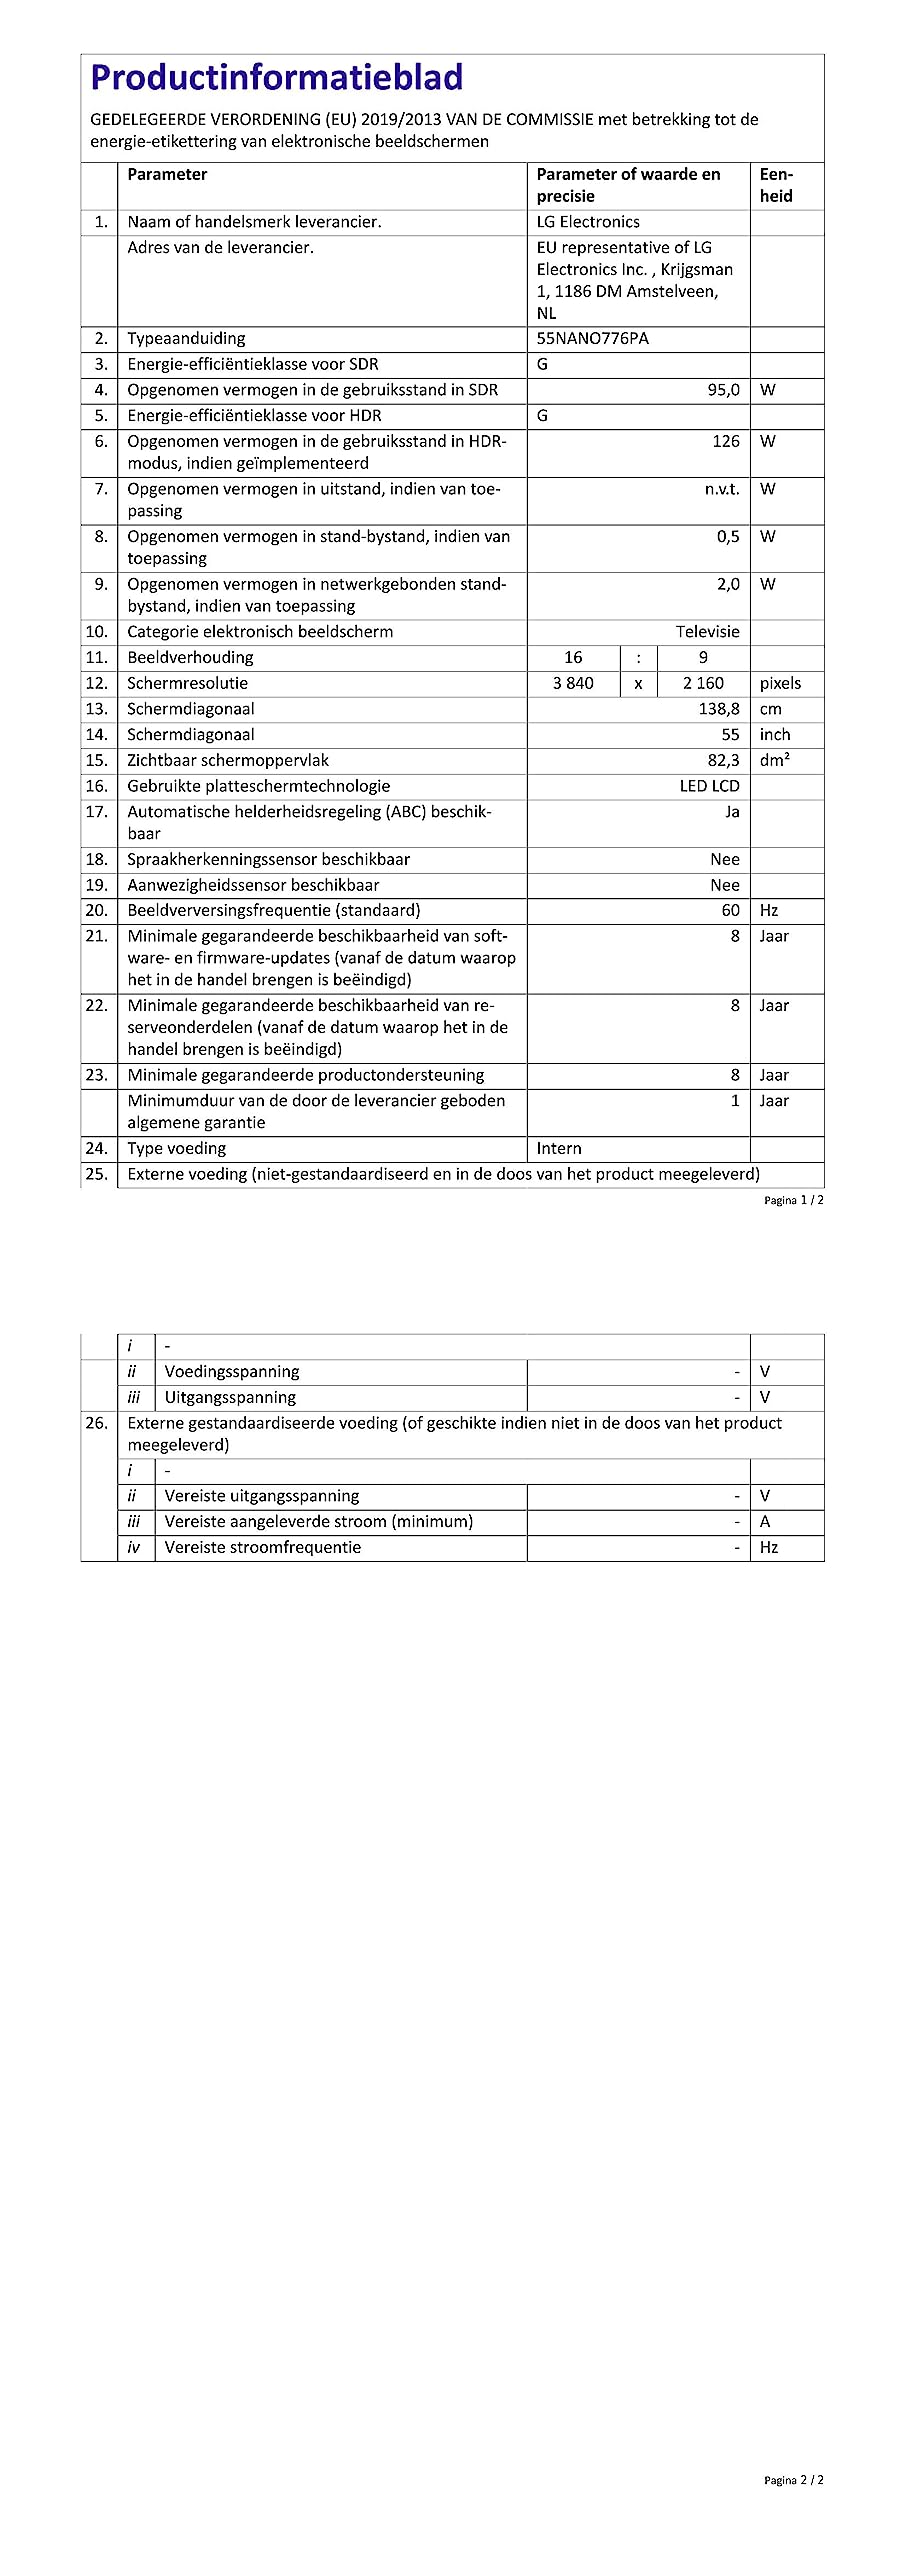 Productinformatieblad
GEDELEGEERDE VERORDENING (EU) 2019/2013 VAN DE COMMISSIE met betrekking tot de
energie-etikettering van elektronische beeldschermen
Parameter Parameter of waarde en Een-
precisie heid
1. Naam of handelsmerk leverancier. LG Electronics
Adres van de leverancier. EU representative of LG
Electronics Inc. , Krijgsman
1, 1186 DM Amstelveen,
NL
2. Typeaanduiding 55NANO776PA
3. Energie-efficiëntieklasse voor SDR G
4. Opgenomen vermogen in de gebruiksstand in SDR 95,0 W
5. Energie-efficiëntieklasse voor HDR G
6. Opgenomen vermogen in de gebruiksstand in HDR- 126 W
modus, indien geïmplementeerd
7. Opgenomen vermogen in uitstand, indien van toe- n.v.t. W
passing
8. Opgenomen vermogen in stand-bystand, indien van 0,5 W
toepassing
9. Opgenomen vermogen in netwerkgebonden stand- 2,0 W
bystand, indien van toepassing
10. Categorie elektronisch beeldscherm Televisie
11. Beeldverhouding 16 : 9
12. Schermresolutie 3 840 x 2 160 pixels
13. Schermdiagonaal 138,8 cm
14. Schermdiagonaal 55 inch
15. Zichtbaar schermoppervlak 82,3 dm²
16. Gebruikte platteschermtechnologie LED LCD
17. Automatische helderheidsregeling (ABC) beschik- Ja
baar
18. Spraakherkenningssensor beschikbaar Nee
19. Aanwezigheidssensor beschikbaar Nee
20. Beeldverversingsfrequentie (standaard) 60 Hz
21. Minimale gegarandeerde beschikbaarheid van soft- 8 Jaar
ware- en firmware-updates (vanaf de datum waarop
het in de handel brengen is beëindigd)
22. Minimale gegarandeerde beschikbaarheid van re- 8 Jaar
serveonderdelen (vanaf de datum waarop het in de
handel brengen is beëindigd)
23. Minimale gegarandeerde productondersteuning 8 Jaar
Minimumduur van de door de leverancier geboden 1 Jaar
algemene garantie
24. Type voeding Intern
25. Externe voeding (niet-gestandaardiseerd en in de doos van het product meegeleverd)
Pagina 1 / 2
i -
ii Voedingsspanning - V
iii Uitgangsspanning - V
26. Externe gestandaardiseerde voeding (of geschikte indien niet in de doos van het product
meegeleverd)
i -
ii Vereiste uitgangsspanning - V
iii Vereiste aangeleverde stroom (minimum) - A
iv Vereiste stroomfrequentie - Hz
Pagina 2 / 2